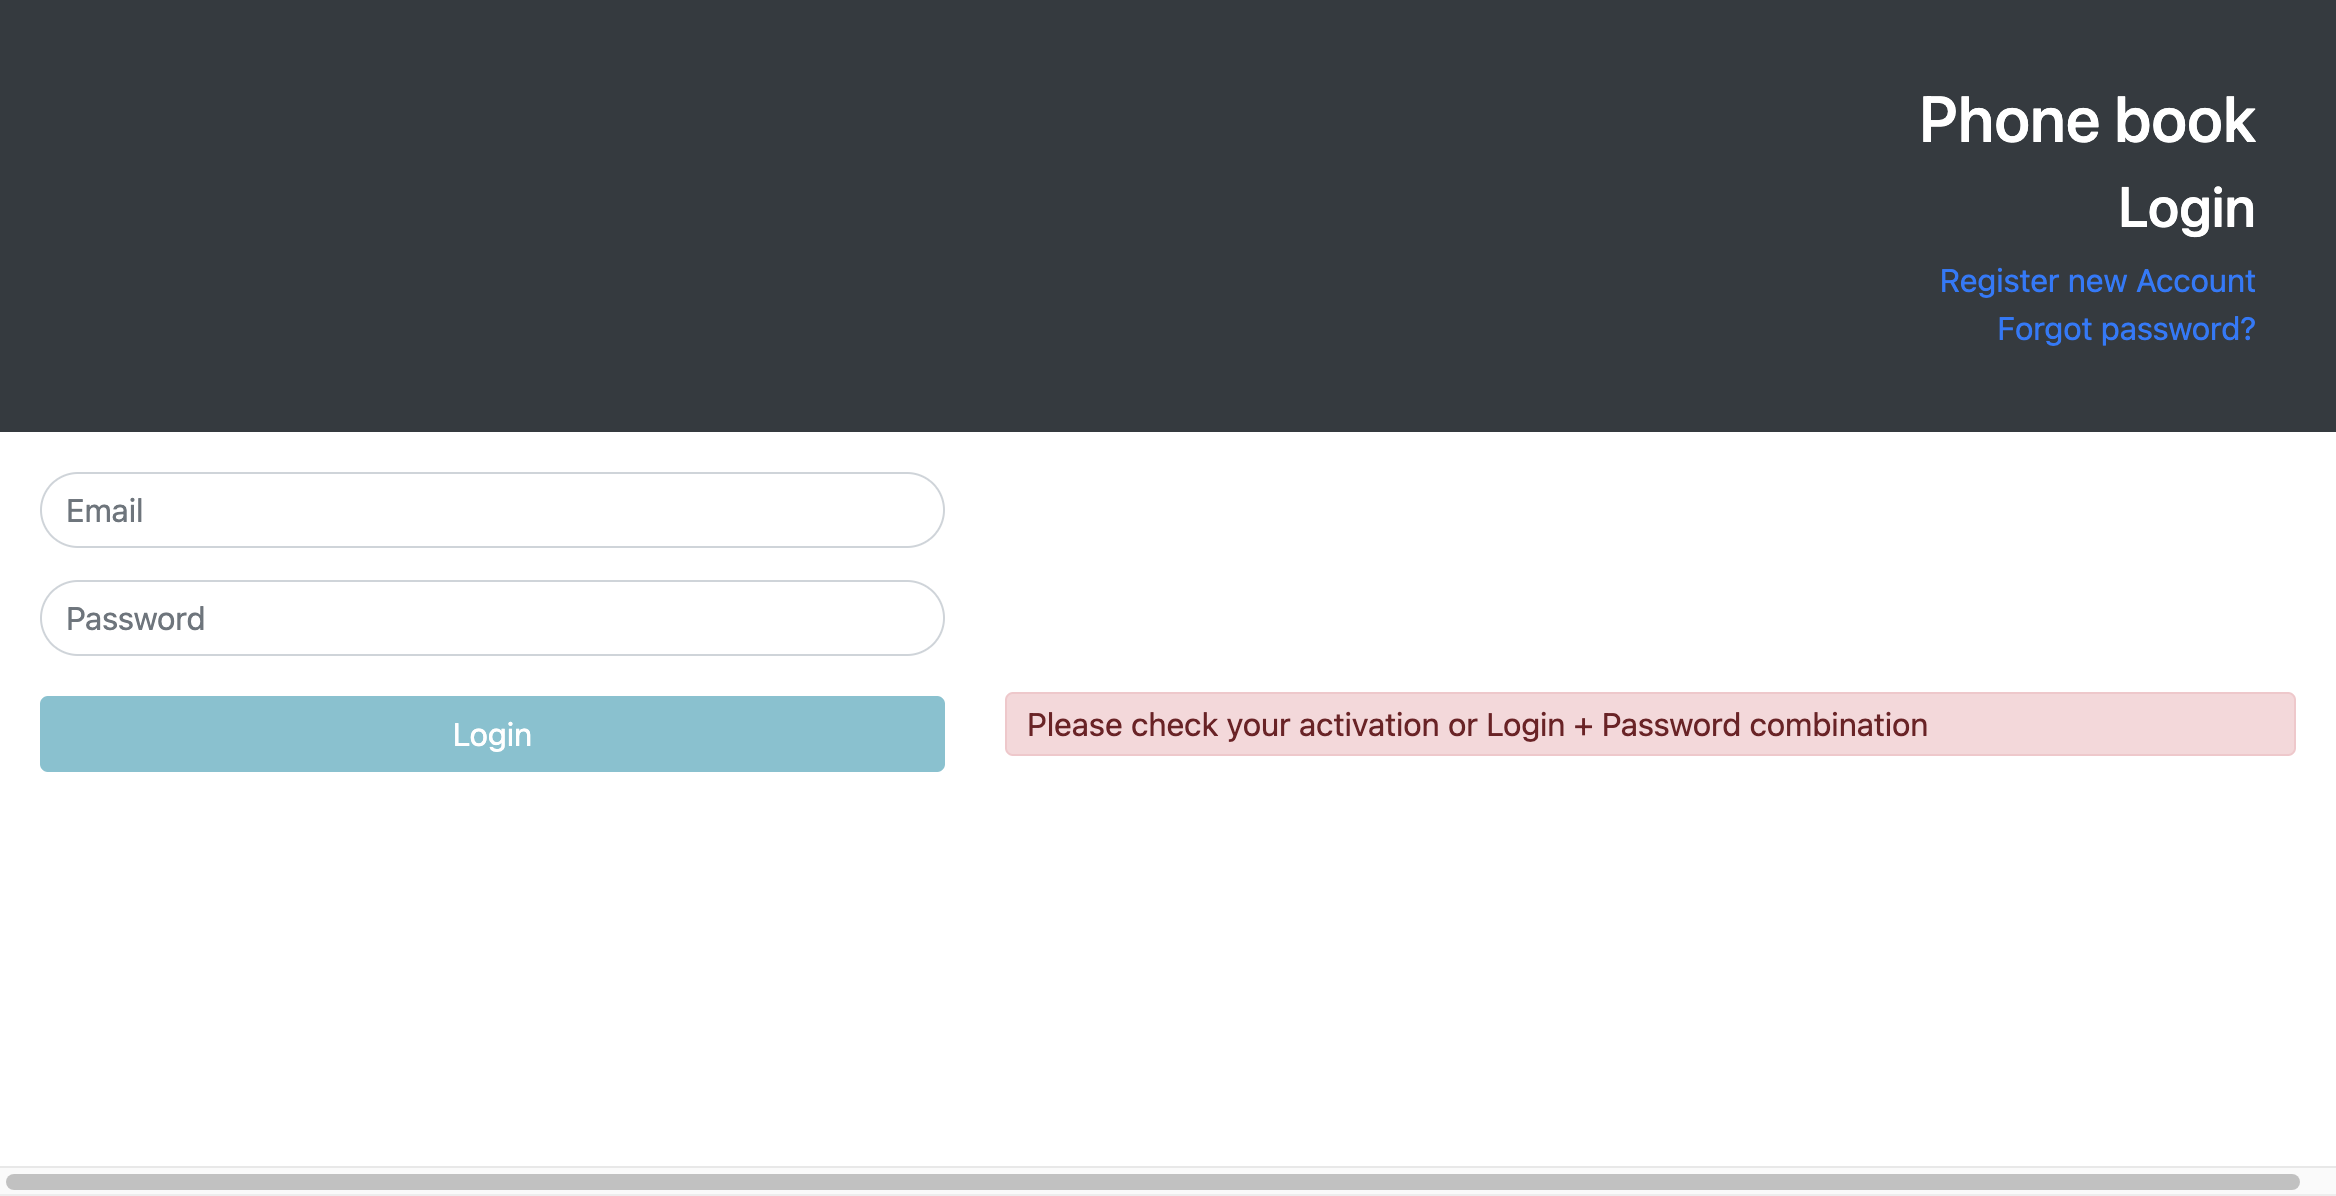 Phone book
Login
Register new Account
Forgot password?
Email
Password
Login
Please check your activation or Login + Password combination